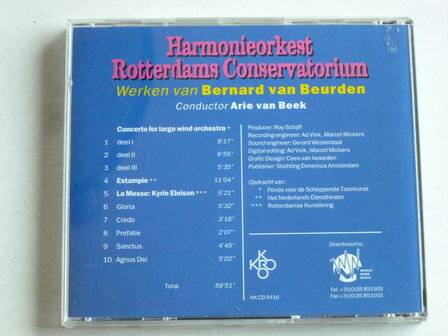 Harmonieorkest
Rotterdams Conservatorium
Werken van Bernard van Beurden
Conductor Arie van Beek
Concerto for large wind orchestra *
1 deel I 9'17"
2 deel II 6'55"
3 deel III 5'35"
4 Estampie ** 11'04"
5 La Messe: Kyrie Eleison *** 5'21"
6 Gloria 5'32"
7 Credo 3'16"
8 Prefatie 2'07"
9 Sanctus 4'45"
10 Agnus Dei 5'02"
Total 59'51"
Producer: Roy Schijff
Recording engineer: Ad Vink, Marcel Mickers
Sound engineer: Gerard Westerdaal
Digital editing: Ad Vink, Marcel Mickers
Grafic Design: Cees van Iwaarden
Publisher: Stichting Donemus Amsterdam
Opdracht van:
* Fonds voor de Scheppende Toonkunst
** Het Nederlands Danstheater
*** Rotterdamse Kunstkring
KRO
KK CD 9416
Distributed by:
WORLD
WIND
MUSIC
Tel. +31(0)35 851905
Fax +31(0)35 852103